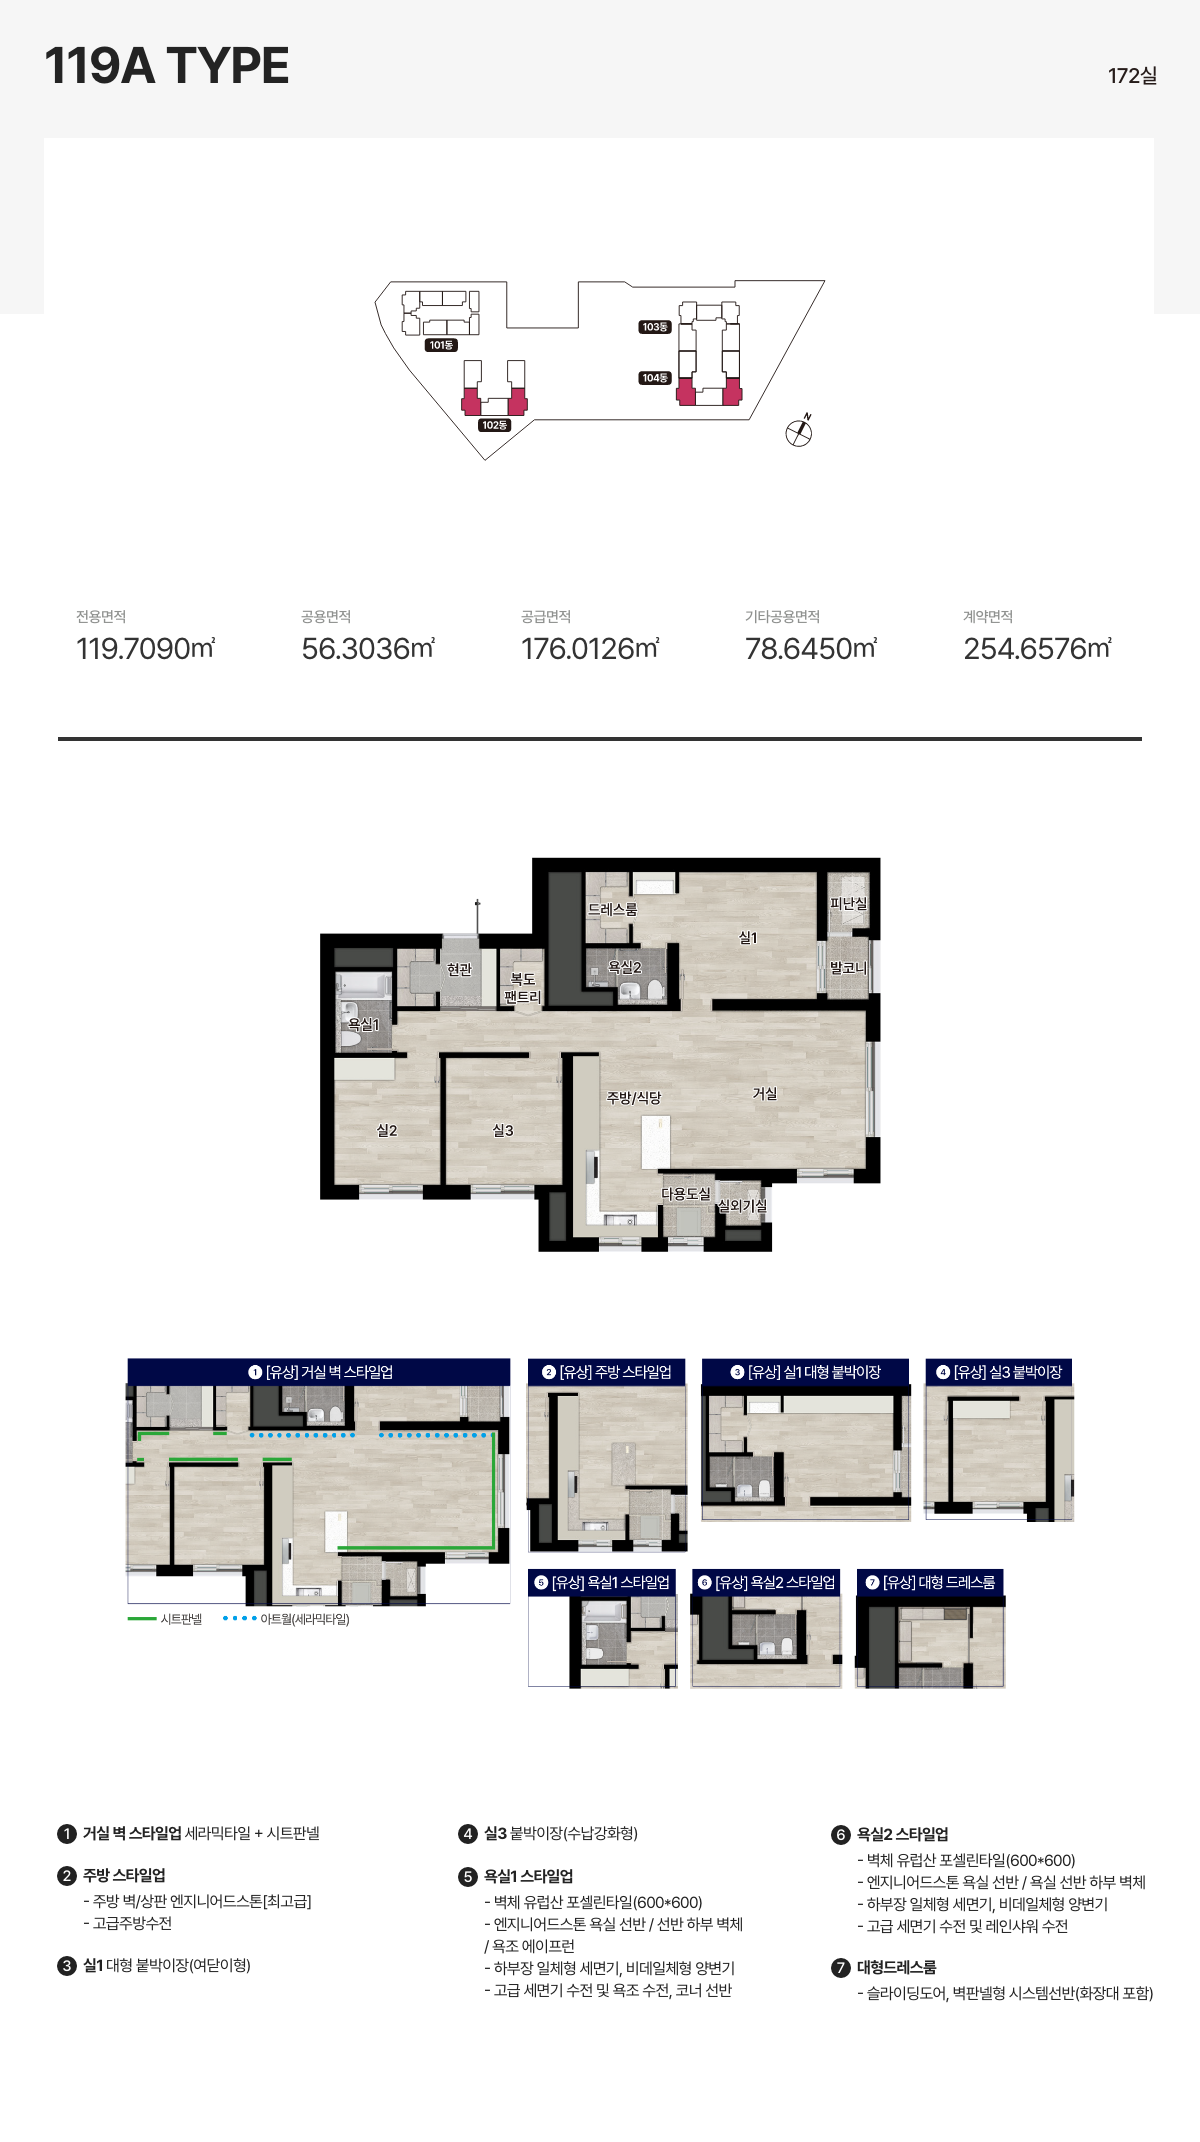 119A TYPE
172실
101동
102동
103동
104동
N
전용면적
119.7090㎡
공용면적
56.3036㎡
공급면적
176.0126㎡
기타공용면적
78.6450㎡
계약면적
254.6576㎡
드레스룸
실1
피난실
현관
복도
팬트리
욕실2
발코니
욕실1
주방/식당
거실
실2
실3
다용도실
실외기실
1 [유상] 거실 벽 스타일업
2 [유상] 주방 스타일업
3 [유상] 실1 대형 붙박이장
4 [유상] 실3 붙박이장
5 [유상] 욕실1 스타일업
6 [유상] 욕실2 스타일업
7 [유상] 대형 드레스룸
시트판넬
아트월(세라믹타일)
1 거실 벽 스타일업 세라믹타일 + 시트판넬
2 주방 스타일업
- 주방 벽/상판 엔지니어드스톤[최고급]
- 고급주방수전
3 실1 대형 붙박이장(여닫이형)
4 실3 붙박이장(수납강화형)
5 욕실1 스타일업
- 벽체 유럽산 포셀린타일(600*600)
- 엔지니어드스톤 욕실 선반 / 선반 하부 벽체
/ 욕조 에이프런
- 하부장 일체형 세면기, 비데일체형 양변기
- 고급 세면기 수전 및 욕조 수전, 코너 선반
6 욕실2 스타일업
- 벽체 유럽산 포셀린타일(600*600)
- 엔지니어드스톤 욕실 선반 / 욕실 선반 하부 벽체
- 하부장 일체형 세면기, 비데일체형 양변기
- 고급 세면기 수전 및 레인샤워 수전
7 대형드레스룸
- 슬라이딩도어, 벽판넬형 시스템선반(화장대 포함)